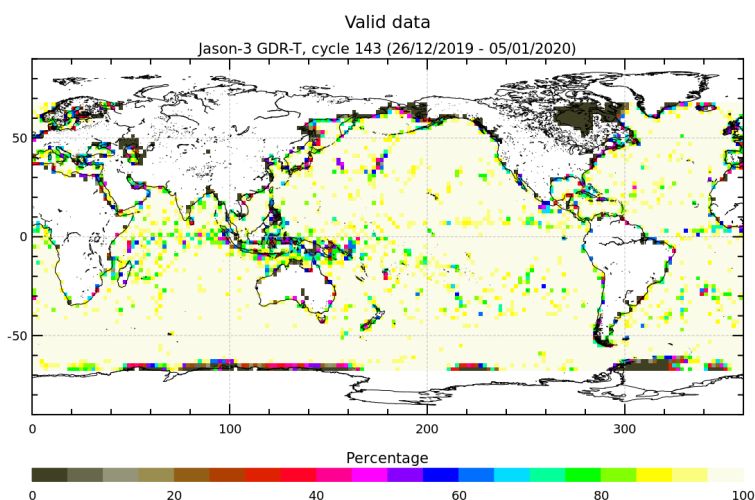 Valid data
Jason-3 GDR-T, cycle 143 (26/12/2019 - 05/01/2020)
50
0
-50
0 100 200 300
Percentage
0 20 40 60 80 100